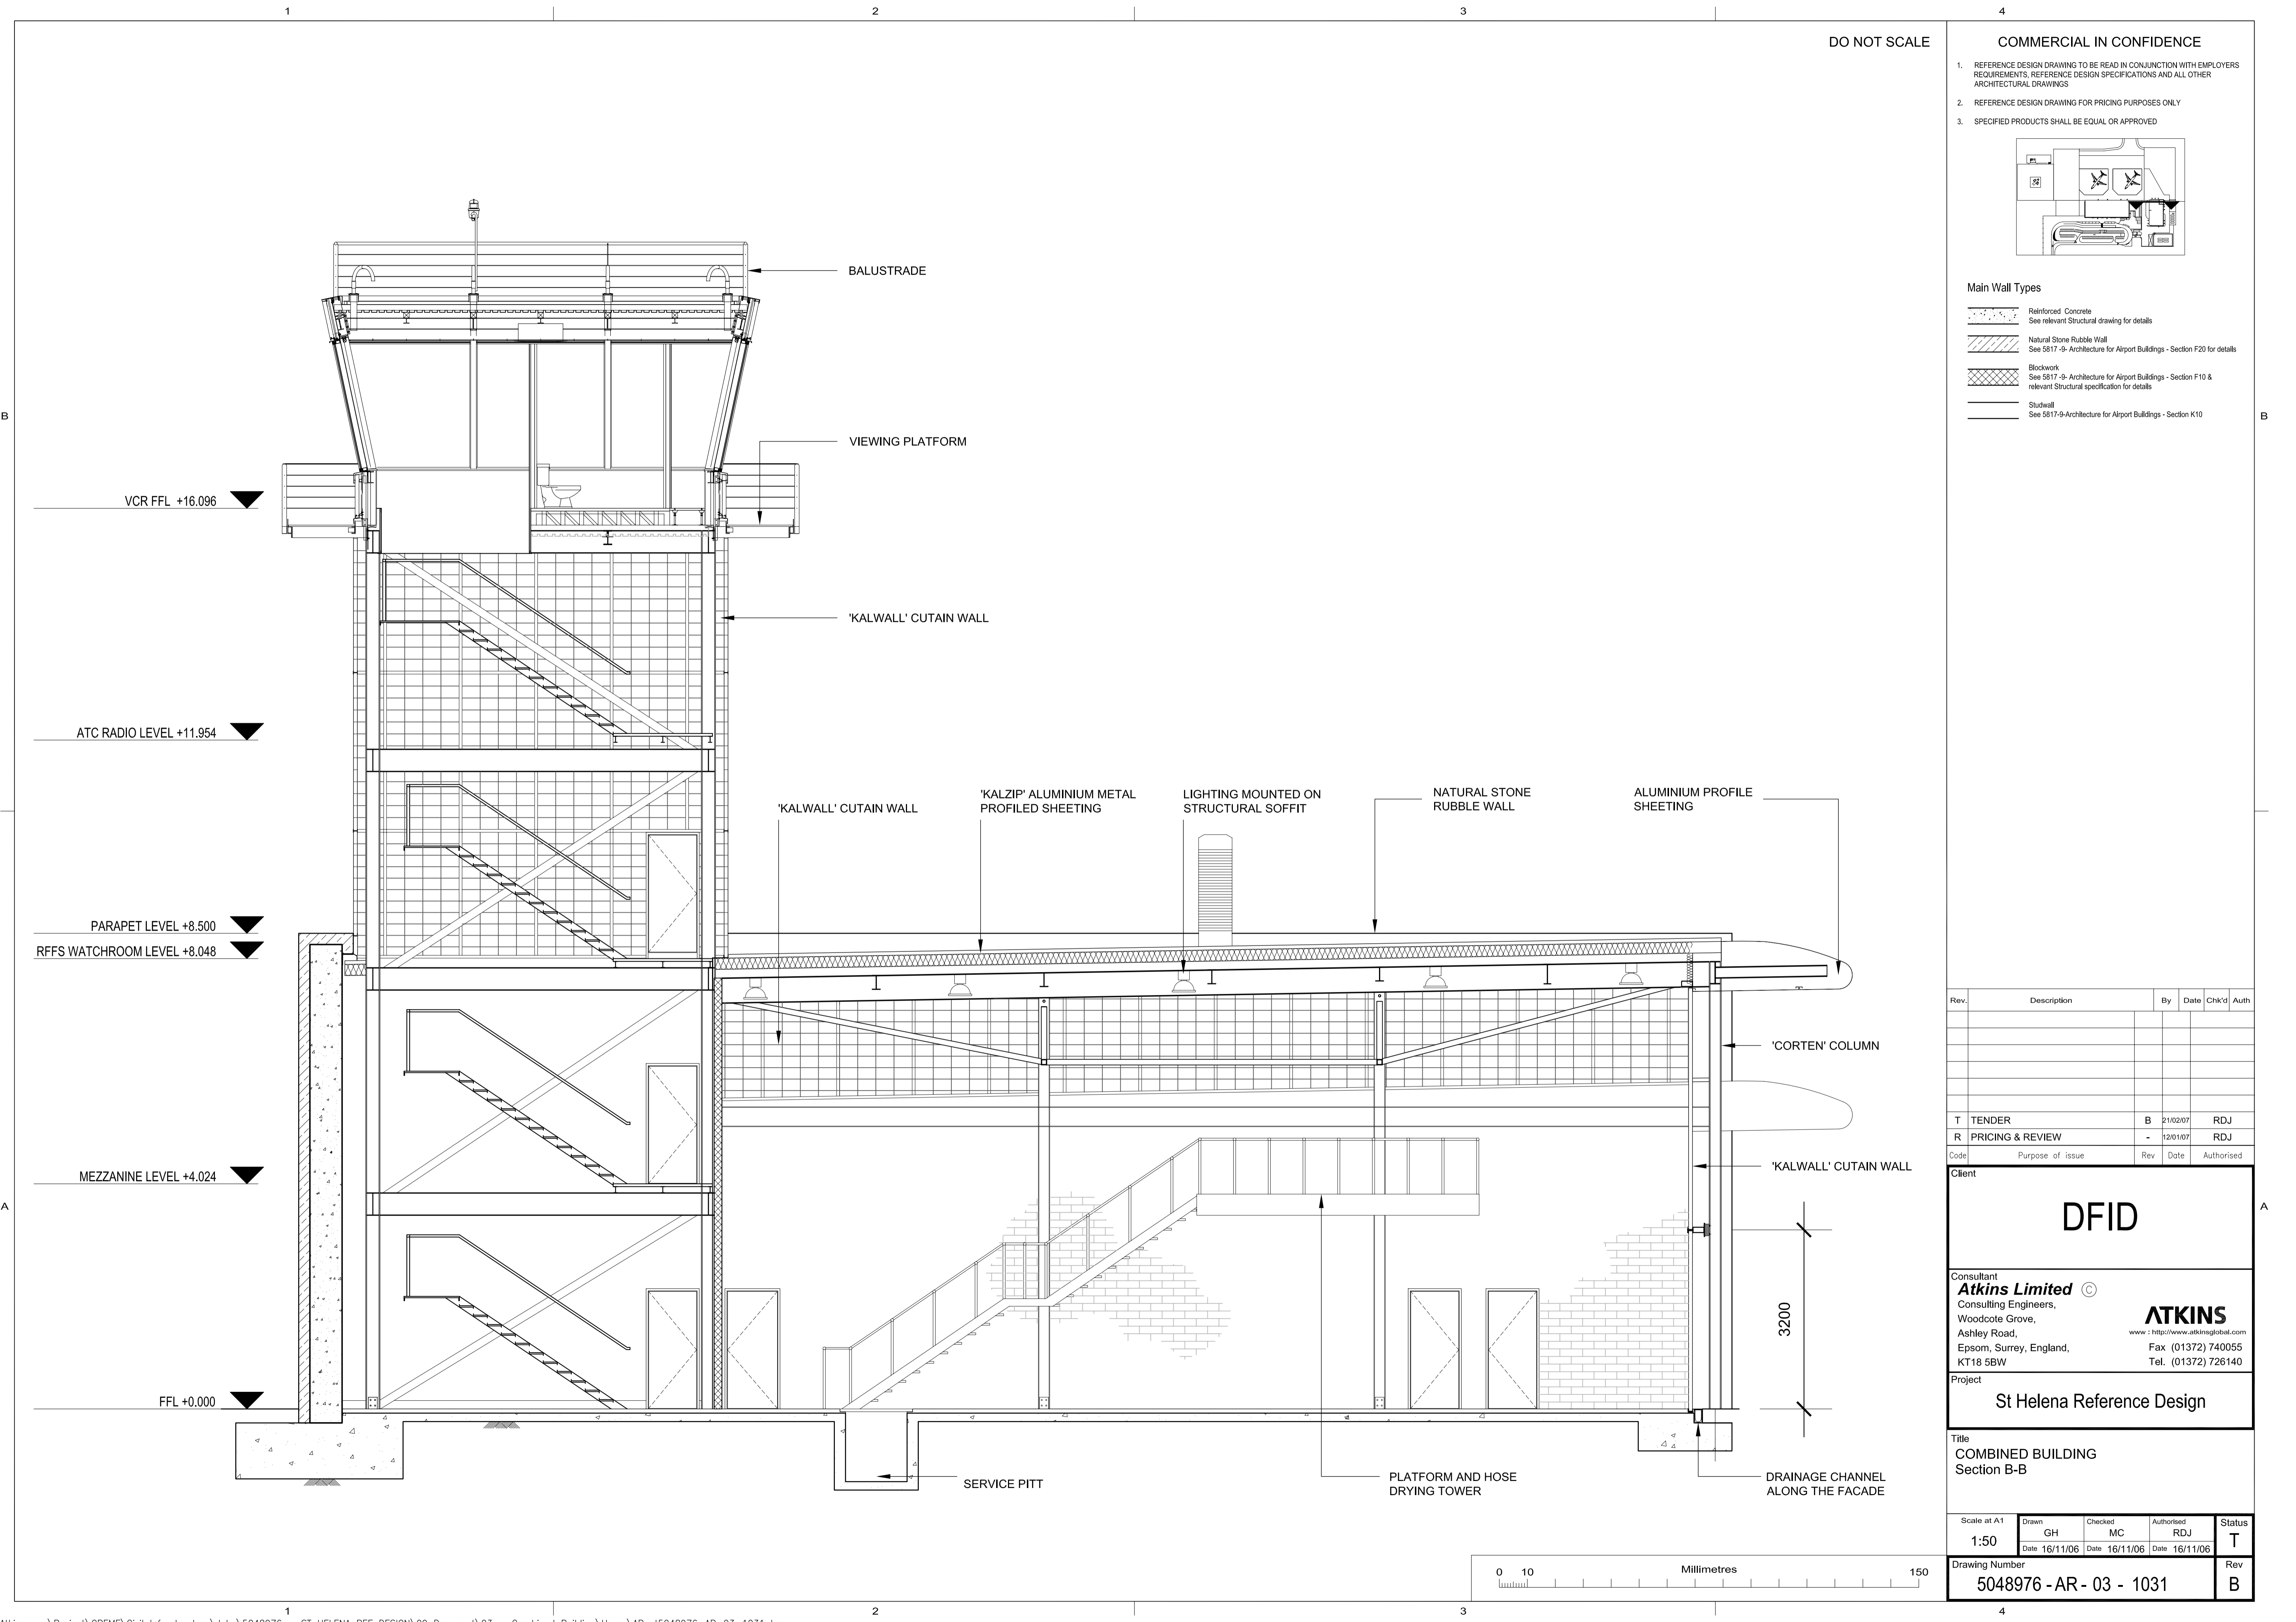 1
2
3
4
DO NOT SCALE
COMMERCIAL IN CONFIDENCE
1. REFERENCE DESIGN DRAWING TO BE READ IN CONJUNCTION WITH EMPLOYERS
REQUIREMENTS, REFERENCE DESIGN SPECIFICATIONS AND ALL OTHER
ARCHITECTURAL DRAWINGS
2. REFERENCE DESIGN DRAWING FOR PRICING PURPOSES ONLY
3. SPECIFIED PRODUCTS SHALL BE EQUAL OR APPROVED
Main Wall Types
Reinforced Concrete
See relevant Structural drawing for details
Natural Stone Rubble Wall
See 5817 -9- Architecture for Airport Buildings - Section F20 for details
Blockwork
See 5817 -9- Architecture for Airport Buildings - Section F10 &
relevant Structural specification for details
Studwall
See 5817-9-Architecture for Airport Buildings - Section K10
B
B
BALUSTRADE
VIEWING PLATFORM
VCR FFL +16.096
'KALWALL' CUTAIN WALL
ATC RADIO LEVEL +11.954
'KALWALL' CUTAIN WALL
'KALZIP' ALUMINIUM METAL
PROFILED SHEETING
LIGHTING MOUNTED ON
STRUCTURAL SOFFIT
NATURAL STONE
RUBBLE WALL
ALUMINIUM PROFILE
SHEETING
PARAPET LEVEL +8.500
RFFS WATCHROOM LEVEL +8.048
'CORTEN' COLUMN
'KALWALL' CUTAIN WALL
MEZZANINE LEVEL +4.024
A
A
3200
FFL +0.000
SERVICE PITT
PLATFORM AND HOSE
DRYING TOWER
DRAINAGE CHANNEL
ALONG THE FACADE
Rev. Description By Date Chk'd Auth
T TENDER B 21/02/07 RDJ
R PRICING & REVIEW - 12/01/07 RDJ
Code Purpose of issue Rev Date Authorised
Client
DFID
Consultant
Atkins Limited ©
Consulting Engineers,
Woodcote Grove,
Ashley Road,
Epsom, Surrey, England,
KT18 5BW
ATKINS
www : http://www.atkinsglobal.com
Fax (01372) 740055
Tel. (01372) 726140
Project
St Helena Reference Design
Title
COMBINED BUILDING
Section B-B
Scale at A1
1:50
Drawn
GH
Date 16/11/06
Checked
MC
Date 16/11/06
Authorised
RDJ
Date 16/11/06
Status
T
Drawing Number
5048976 - AR - 03 - 1031
Rev
B
0 10 Millimetres 150
1
2
3
4